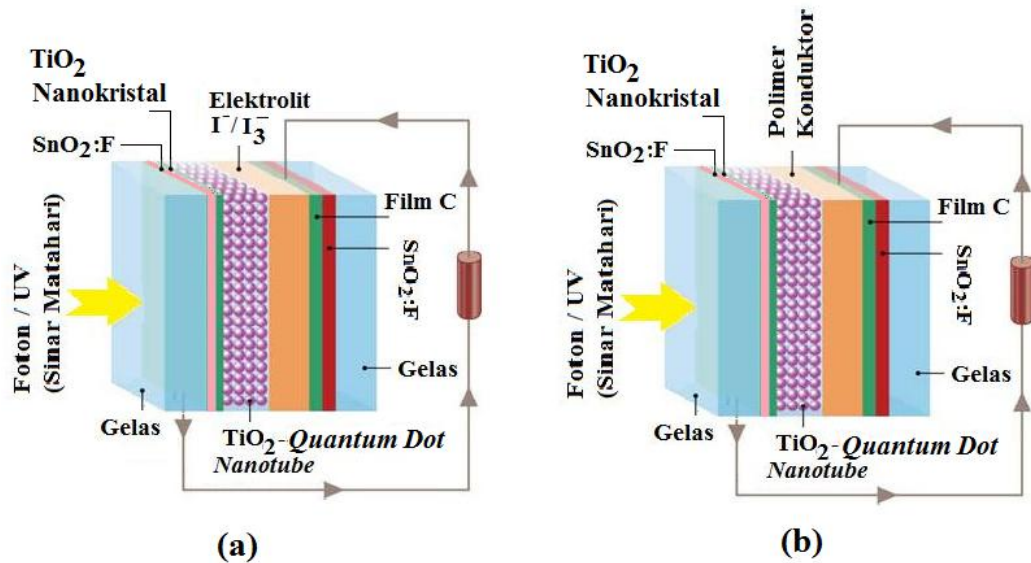 TiO2
Nanokristal
SnO2:F
Elektrolit
I⁻/I3⁻
Film C
SnO2:F
Gelas
Foton / UV
(Sinar Matahari)
Gelas
TiO2-Quantum Dot
Nanotube
(a)
TiO2
Nanokristal
SnO2:F
Polimer
Konduktor
Film C
SnO2:F
Gelas
Foton / UV
(Sinar Matahari)
Gelas
TiO2-Quantum Dot
Nanotube
(b)